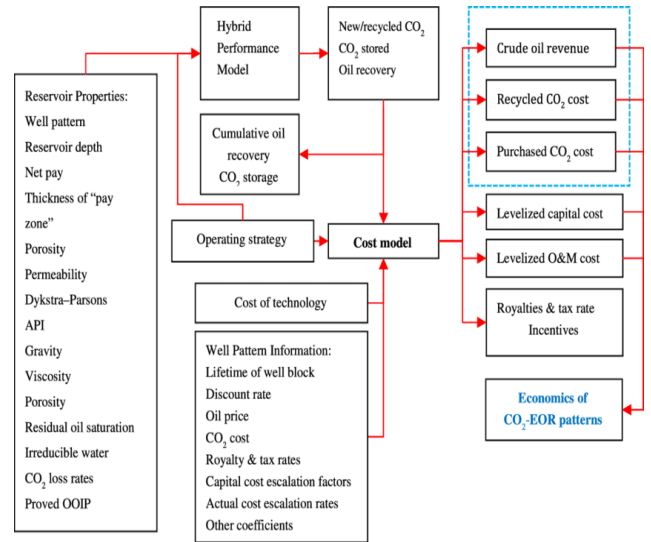 Reservoir Properties:
Well pattern
Reservoir depth
Net pay
Thickness of “pay
zone”
Porosity
Permeability
Dykstra–Parsons
API
Gravity
Viscosity
Porosity
Residual oil saturation
Irreducible water
CO₂ loss rates
Proved OOIP
Hybrid
Performance
Model
New/recycled CO₂
CO₂ stored
Oil recovery
Cumulative oil
recovery
CO₂ storage
Operating strategy
Cost model
Cost of technology
Well Pattern Information:
Lifetime of well block
Discount rate
Oil price
CO₂ cost
Royalty & tax rates
Capital cost escalation factors
Actual cost escalation rates
Other coefficients
Crude oil revenue
Recycled CO₂ cost
Purchased CO₂ cost
Levelized capital cost
Levelized O&M cost
Royalties & tax rate
Incentives
Economics of
CO₂-EOR patterns